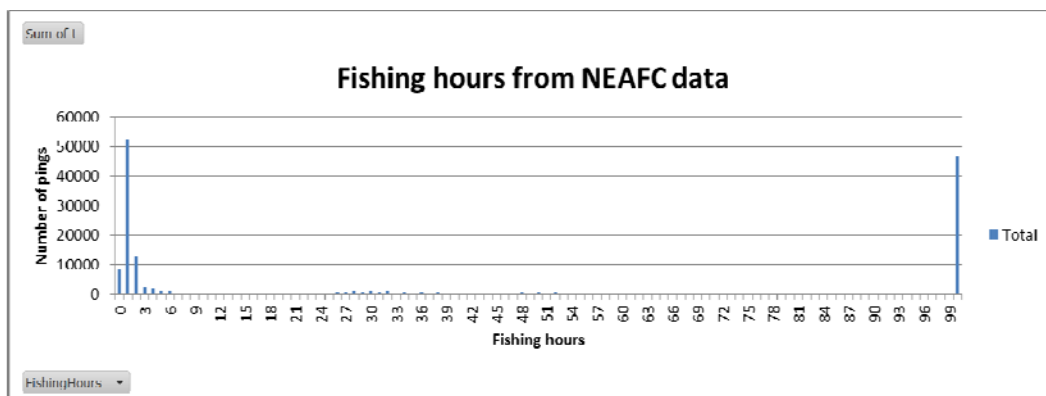 Sum of 1
Fishing hours from NEAFC data
Number of pings
60000
50000
40000
30000
20000
10000
0
Total
0 3 6 9 12 15 18 21 24 27 30 33 36 39 42 45 48 51 54 57 60 63 66 69 72 75 78 81 84 87 90 93 96 99
Fishing hours
FishingHours